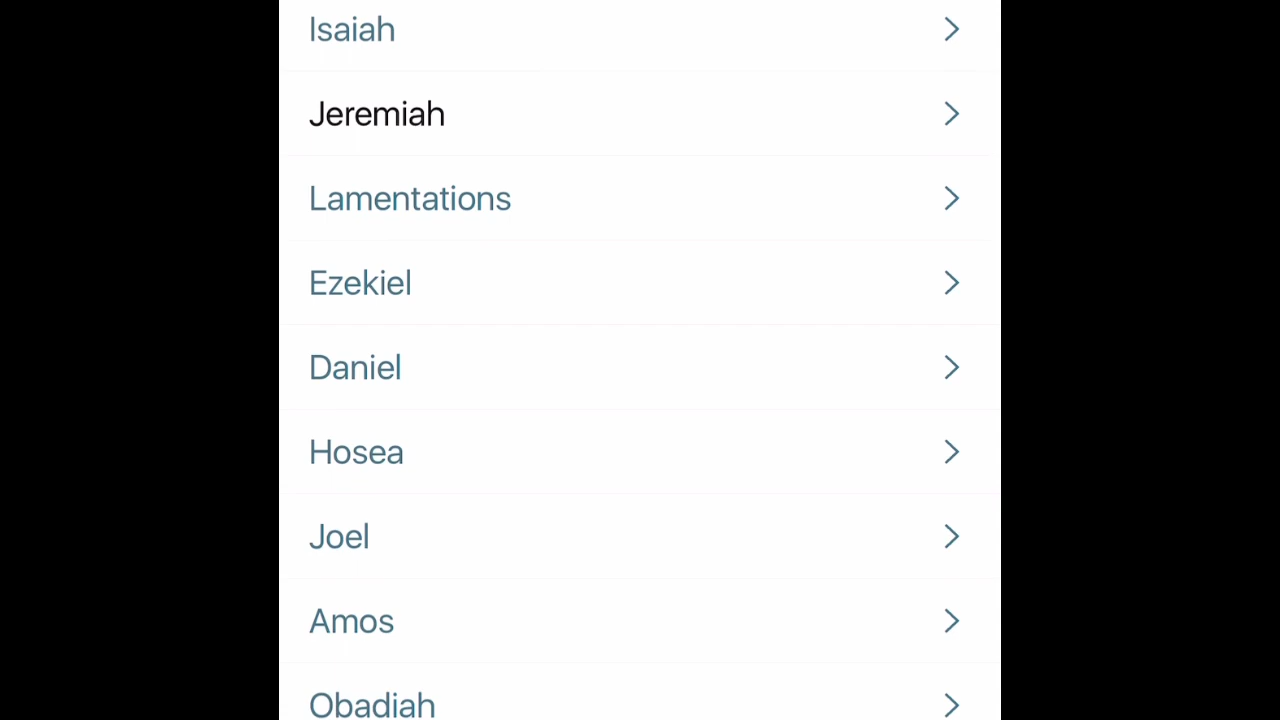 Isaiah
Jeremiah
Lamentations
Ezekiel
Daniel
Hosea
Joel
Amos
Obadiah